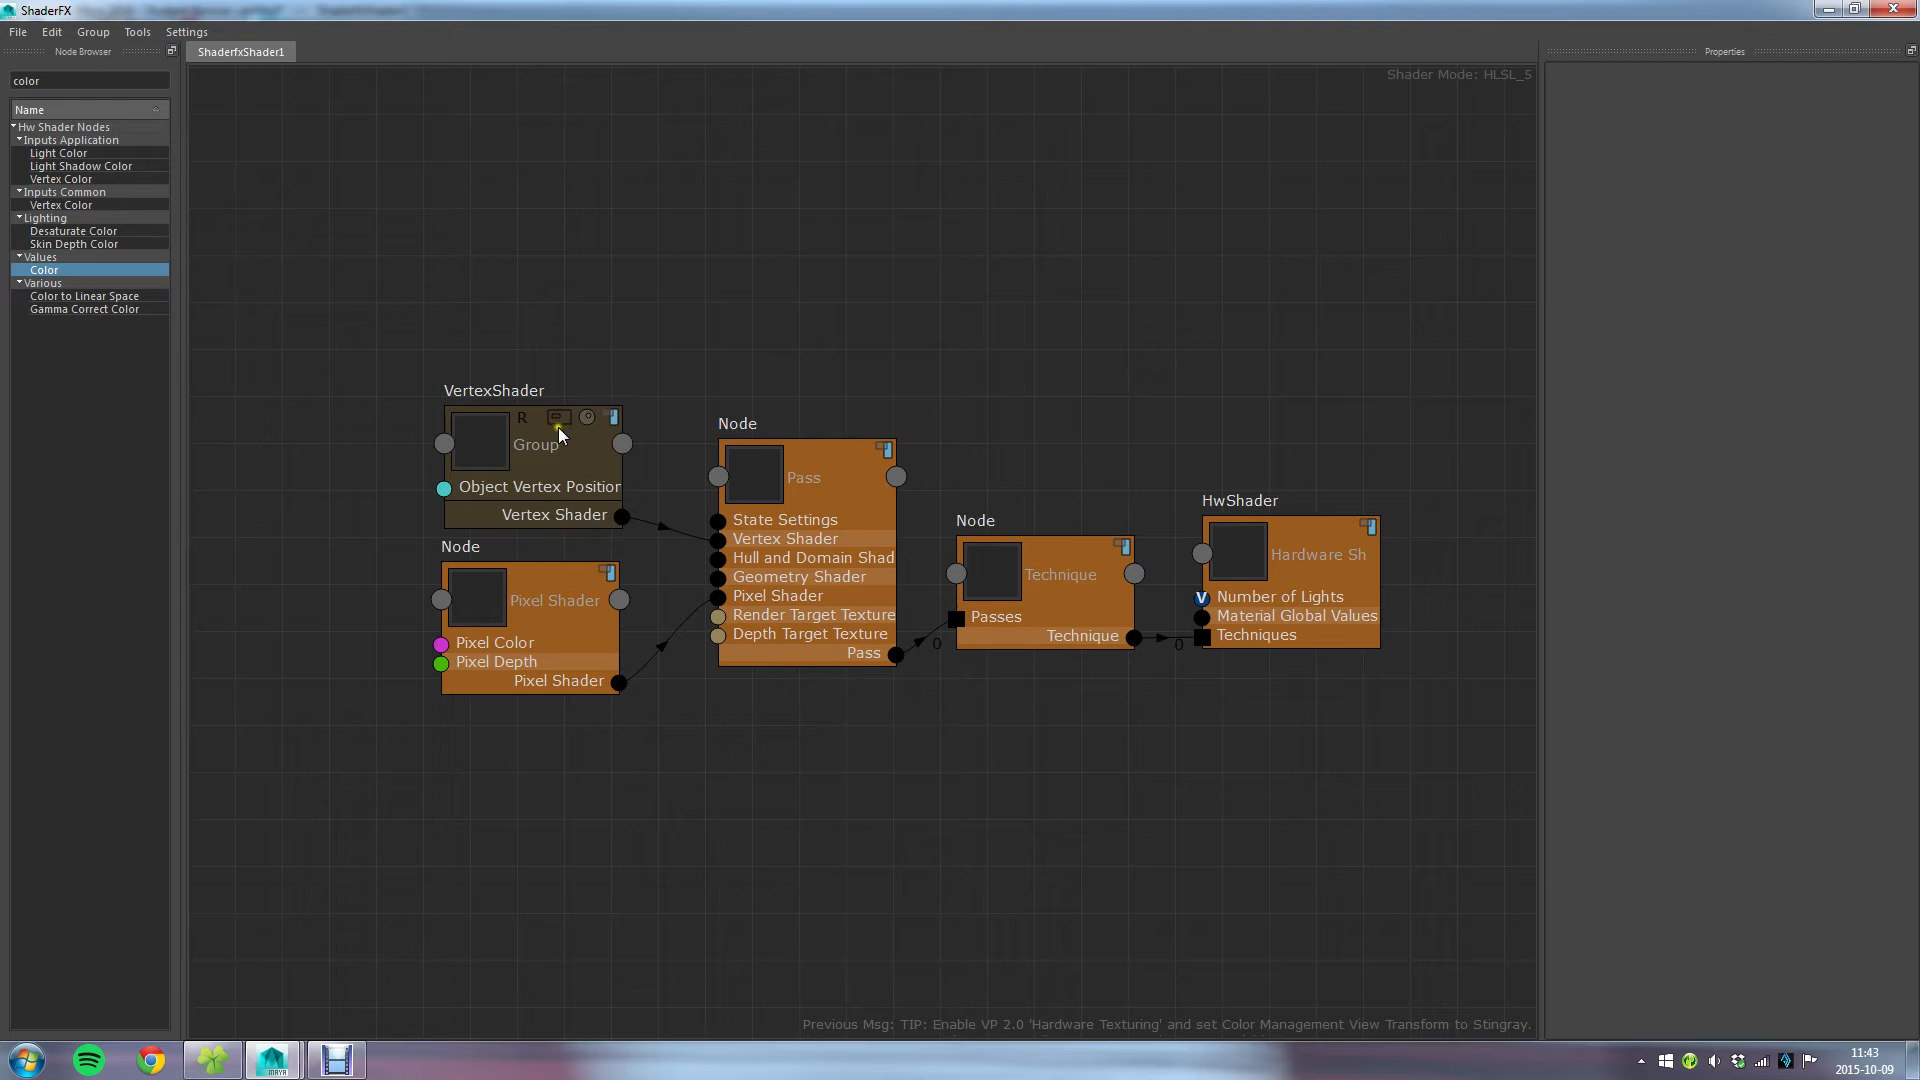 ShaderFX
File Edit Group Tools Settings
Node Browser
ShaderfxShader1
Properties
color
Shader Mode: HLSL_5
Name
Hw Shader Nodes
Inputs Application
Light Color
Light Shadow Color
Vertex Color
Inputs Common
Vertex Color
Lighting
Desaturate Color
Skin Depth Color
Values
Color
Various
Color to Linear Space
Gamma Correct Color
VertexShader
R
Group
Object Vertex Position
Vertex Shader
Node
Pixel Shader
Pixel Color
Pixel Depth
Pixel Shader
Node
Pass
State Settings
Vertex Shader
Hull and Domain Shad
Geometry Shader
Pixel Shader
Render Target Texture
Depth Target Texture
Pass
0
Node
Technique
Passes
Technique
0
HwShader
Hardware Sh
V Number of Lights
Material Global Values
Techniques
Previous Msg: TIP: Enable VP 2.0 'Hardware Texturing' and set Color Management View Transform to Stingray.
MAYA
11:43
2015-10-09